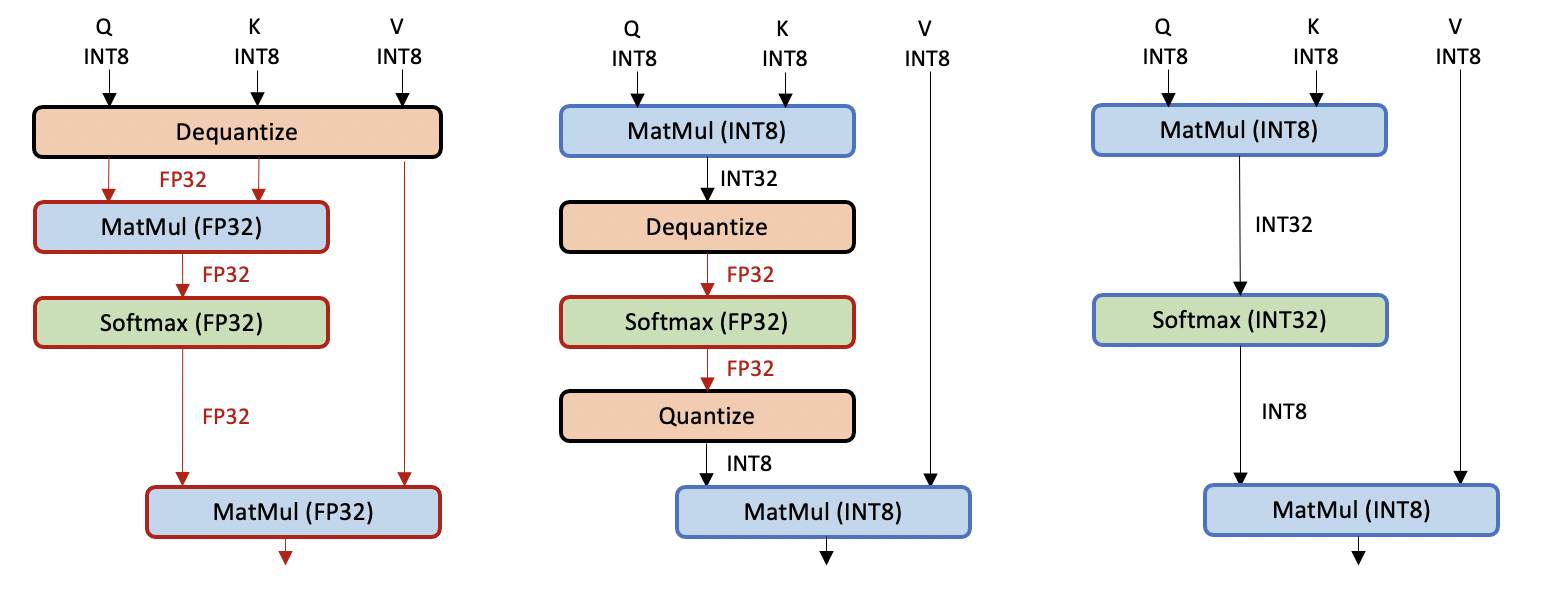 Q
K
V
INT8
INT8
INT8
Dequantize
FP32
MatMul (FP32)
FP32
Softmax (FP32)
FP32
MatMul (FP32)
Q
K
V
INT8
INT8
INT8
MatMul (INT8)
INT32
Dequantize
FP32
Softmax (FP32)
FP32
Quantize
INT8
MatMul (INT8)
Q
K
V
INT8
INT8
INT8
MatMul (INT8)
INT32
Softmax (INT32)
INT8
MatMul (INT8)